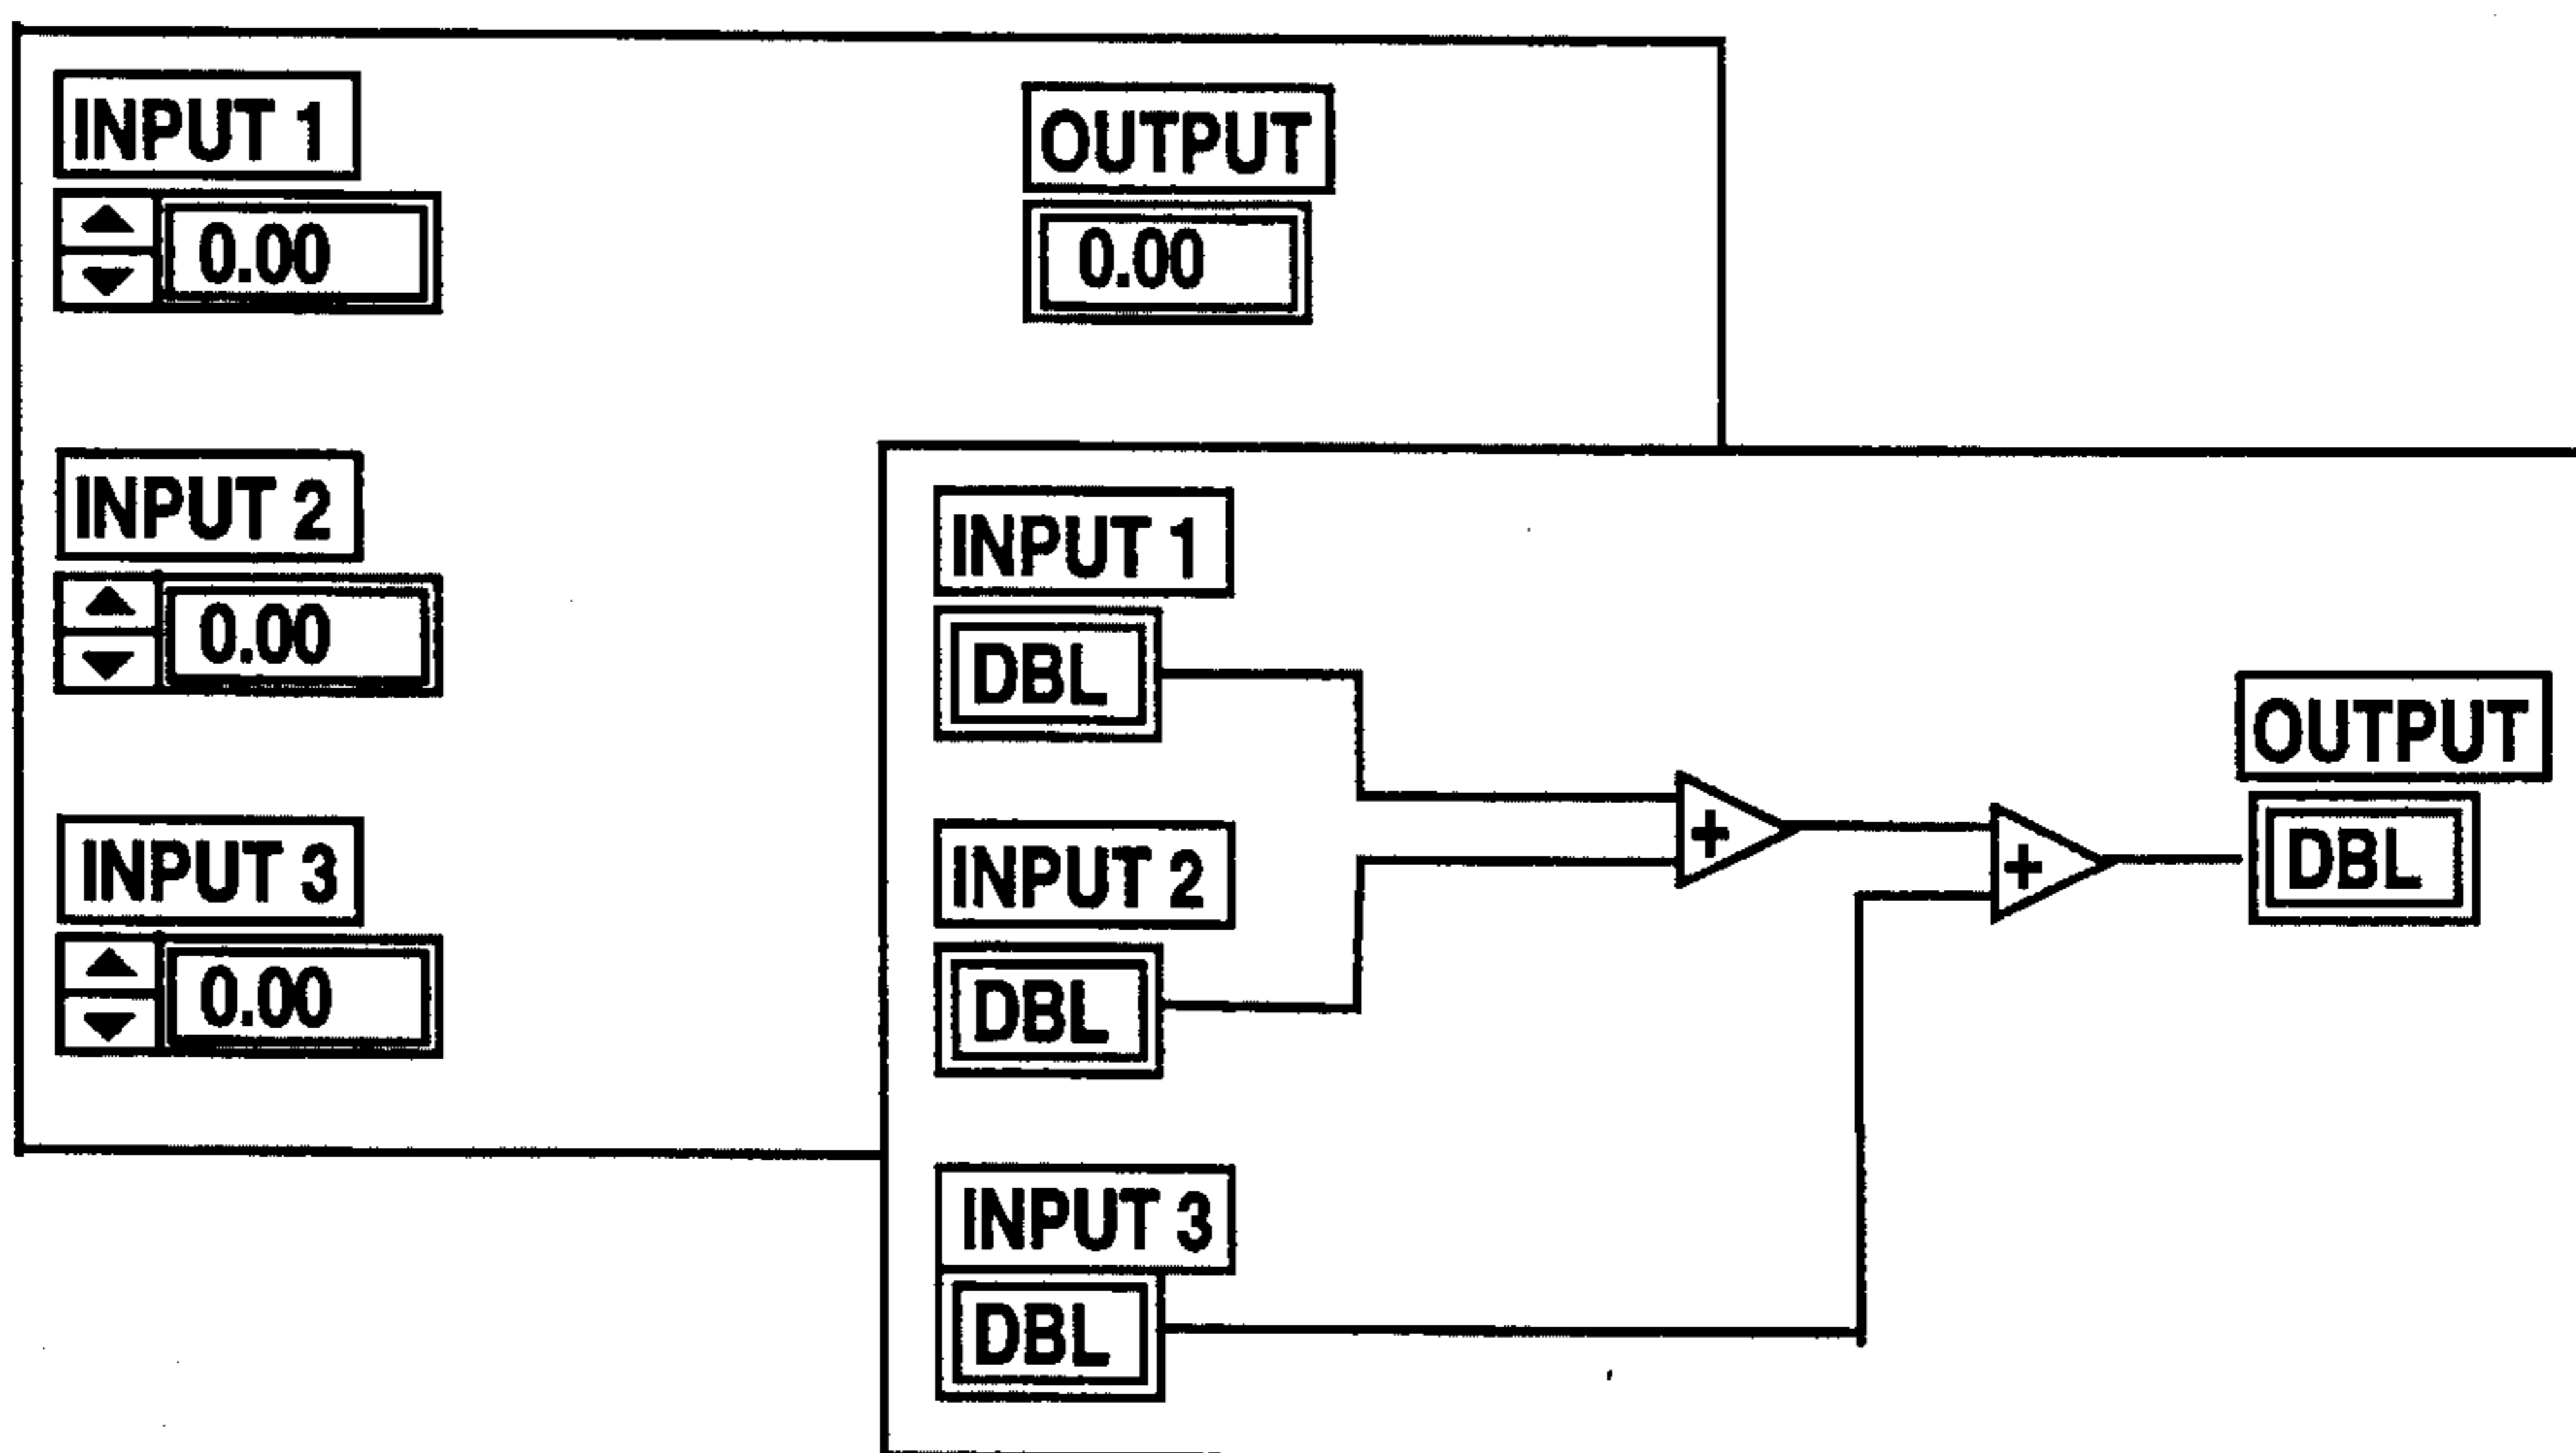 INPUT 1
0.00
OUTPUT
0.00
INPUT 2
0.00
INPUT 3
0.00
INPUT 1
DBL
INPUT 2
DBL
INPUT 3
DBL
+
+
OUTPUT
DBL